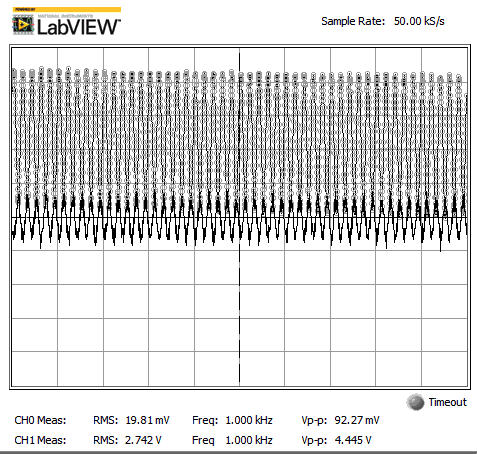 POWERED BY
NATIONAL INSTRUMENTS
LabVIEW™
Sample Rate: 50.00 kS/s
Timeout
CH0 Meas: RMS: 19.81 mV Freq: 1.000 kHz Vp-p: 92.27 mV
CH1 Meas: RMS: 2.742 V Freq 1.000 kHz Vp-p: 4.445 V